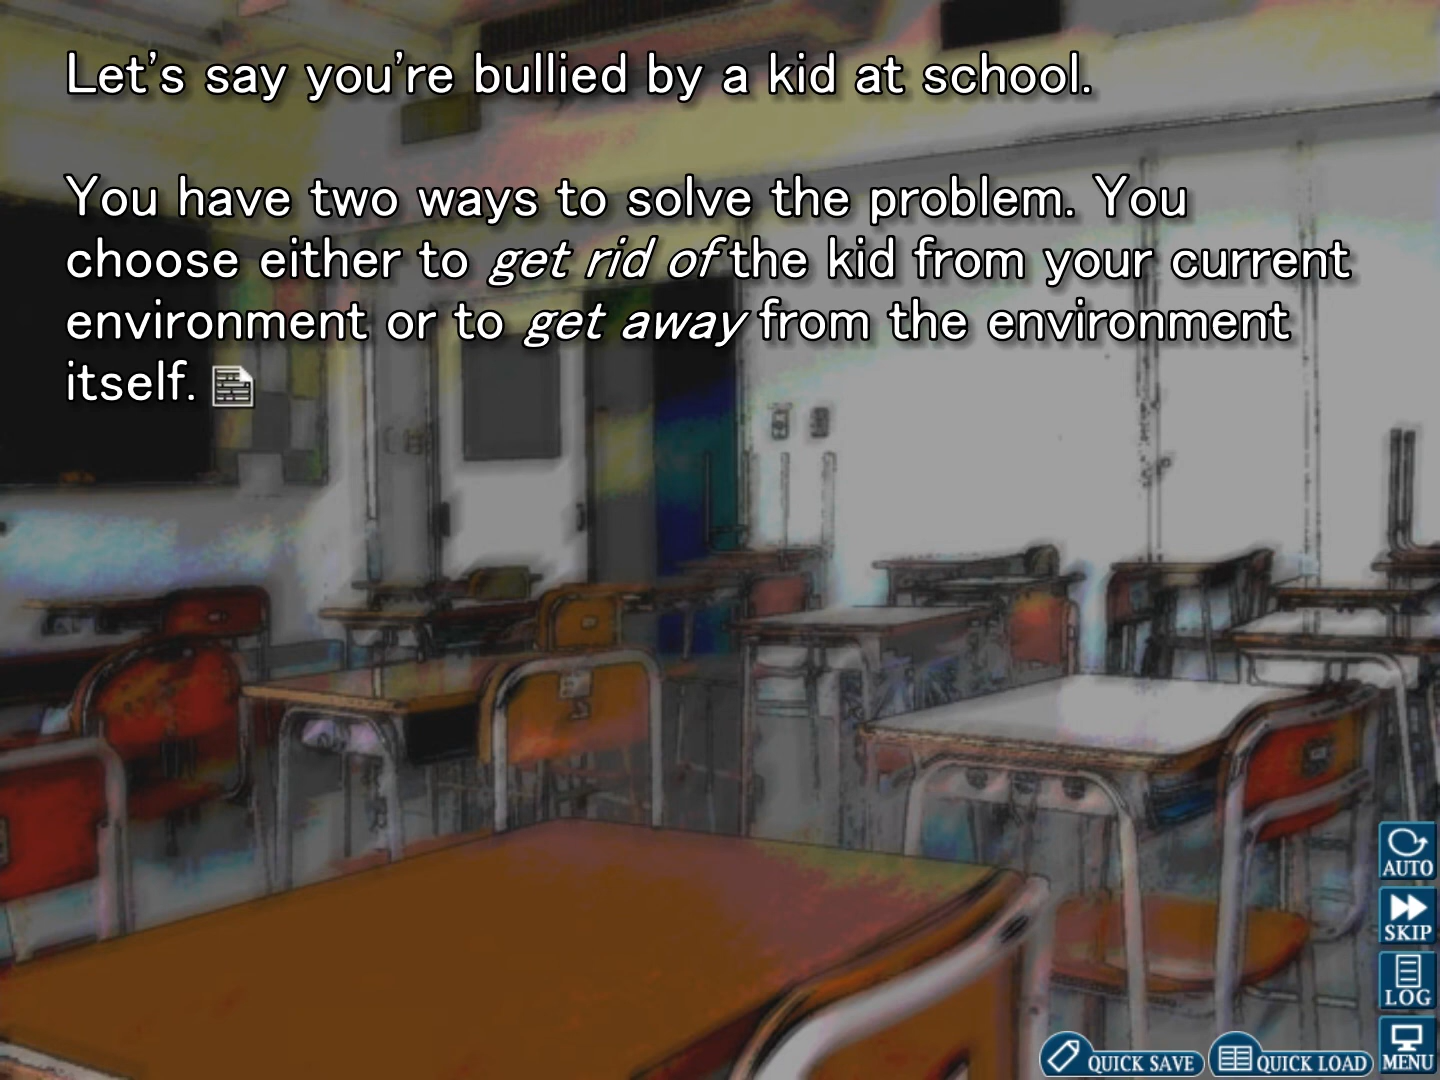 Let's say you're bullied by a kid at school.
You have two ways to solve the problem. You
choose either to get rid of the kid from your current
environment or to get away from the environment
itself.
AUTO
SKIP
LOG
MENU
QUICK SAVE
QUICK LOAD